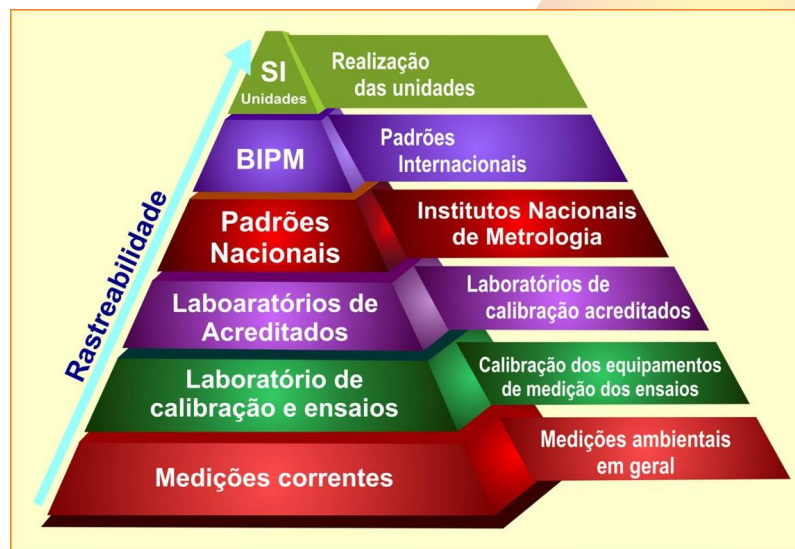 Rastreabilidade
SI
Unidades
Realização
das unidades
BIPM
Padrões
Internacionais
Padrões
Nacionais
Institutos Nacionais
de Metrologia
Laboaratórios de
Acreditados
Laboratórios de
calibração acreditados
Laboratório de
calibração e ensaios
Calibração dos equipamentos
de medição dos ensaios
Medições correntes
Medições ambientais
em geral